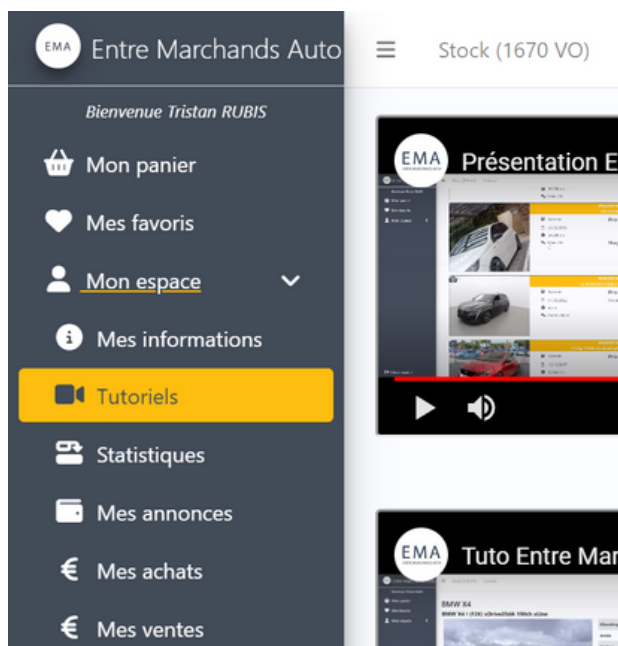 EMA
Entre Marchands Auto
Stock (1670 VO)
Bienvenue Tristan RUBIS
Mon panier
Mes favoris
Mon espace
Mes informations
Tutoriels
Statistiques
Mes annonces
€ Mes achats
€ Mes ventes
EMA
Présentation E
EMA
Tuto Entre Mar
BMW X4